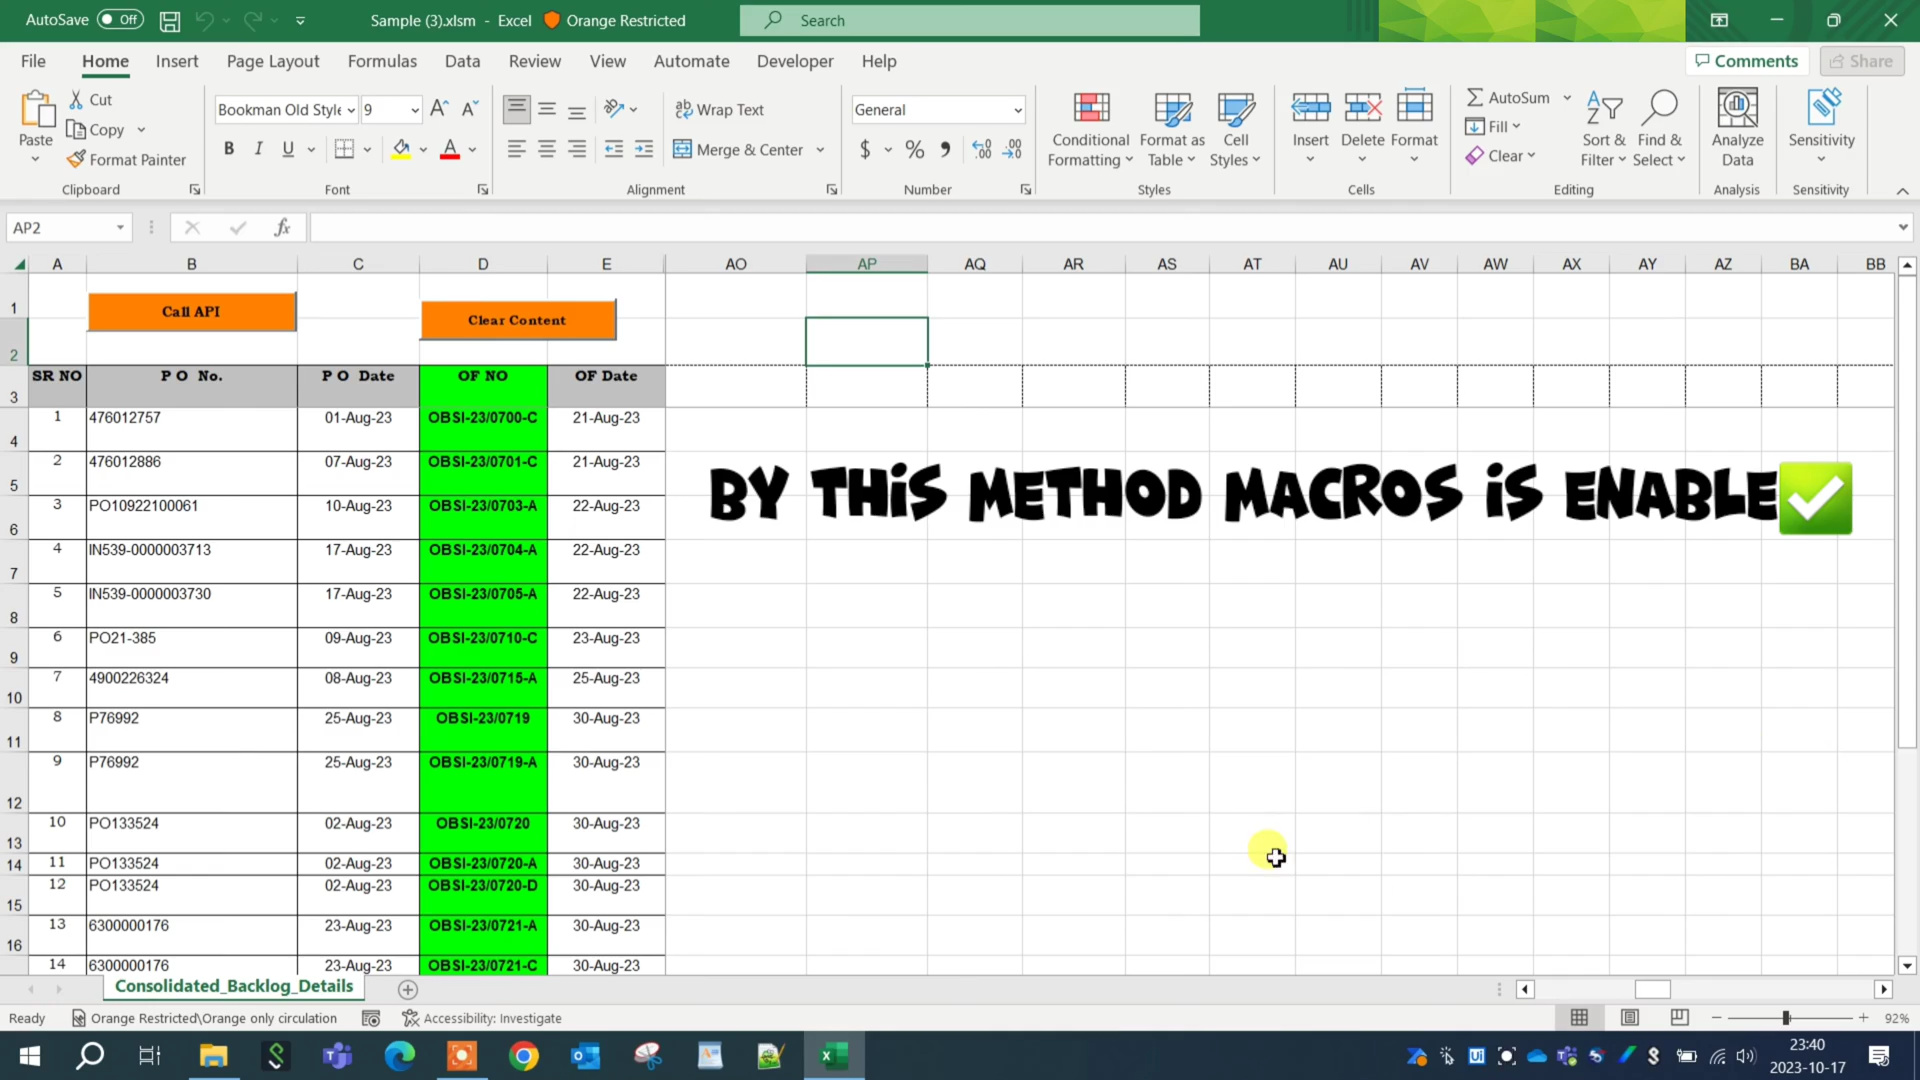 AutoSave Off Sample (3).xlsm - Excel Orange Restricted Search
File Home Insert Page Layout Formulas Data Review View Automate Developer Help Comments Share
Paste Cut Copy Format Painter Clipboard
Bookman Old Style 9 B I U Font
Wrap Text Merge & Center Alignment
General $ % Number
Conditional Formatting Format as Table Cell Styles Styles
Insert Delete Format Cells
AutoSum Fill Clear Sort & Filter Find & Select Editing
Analyze Data Analysis
Sensitivity Sensitivity
AP2 fx
A B C D E AO AP AQ AR AS AT AU AV AW AX AY AZ BA BB
1 Call API Clear Content
2
3 SR NO P O No. P O Date OF NO OF Date
4 1 476012757 01-Aug-23 OBSI-23/0700-C 21-Aug-23
5 2 476012886 07-Aug-23 OBSI-23/0701-C 21-Aug-23
BY THIS METHOD MACROS IS ENABLE✅
6 3 PO10922100061 10-Aug-23 OBSI-23/0703-A 22-Aug-23
7 4 IN539-0000003713 17-Aug-23 OBSI-23/0704-A 22-Aug-23
8 5 IN539-0000003730 17-Aug-23 OBSI-23/0705-A 22-Aug-23
9 6 PO21-385 09-Aug-23 OBSI-23/0710-C 23-Aug-23
10 7 4900226324 08-Aug-23 OBSI-23/0715-A 25-Aug-23
11 8 P76992 25-Aug-23 OBSI-23/0719 30-Aug-23
12 9 P76992 25-Aug-23 OBSI-23/0719-A 30-Aug-23
13 10 PO133524 02-Aug-23 OBSI-23/0720 30-Aug-23
14 11 PO133524 02-Aug-23 OBSI-23/0720-A 30-Aug-23
15 12 PO133524 02-Aug-23 OBSI-23/0720-D 30-Aug-23
16 13 6300000176 23-Aug-23 OBSI-23/0721-A 30-Aug-23
14 6300000176 23-Aug-23 OBSI-23/0721-C 30-Aug-23
Consolidated_Backlog_Details
Ready Orange Restricted\Orange only circulation Accessibility: Investigate 92%
23:40
2023-10-17